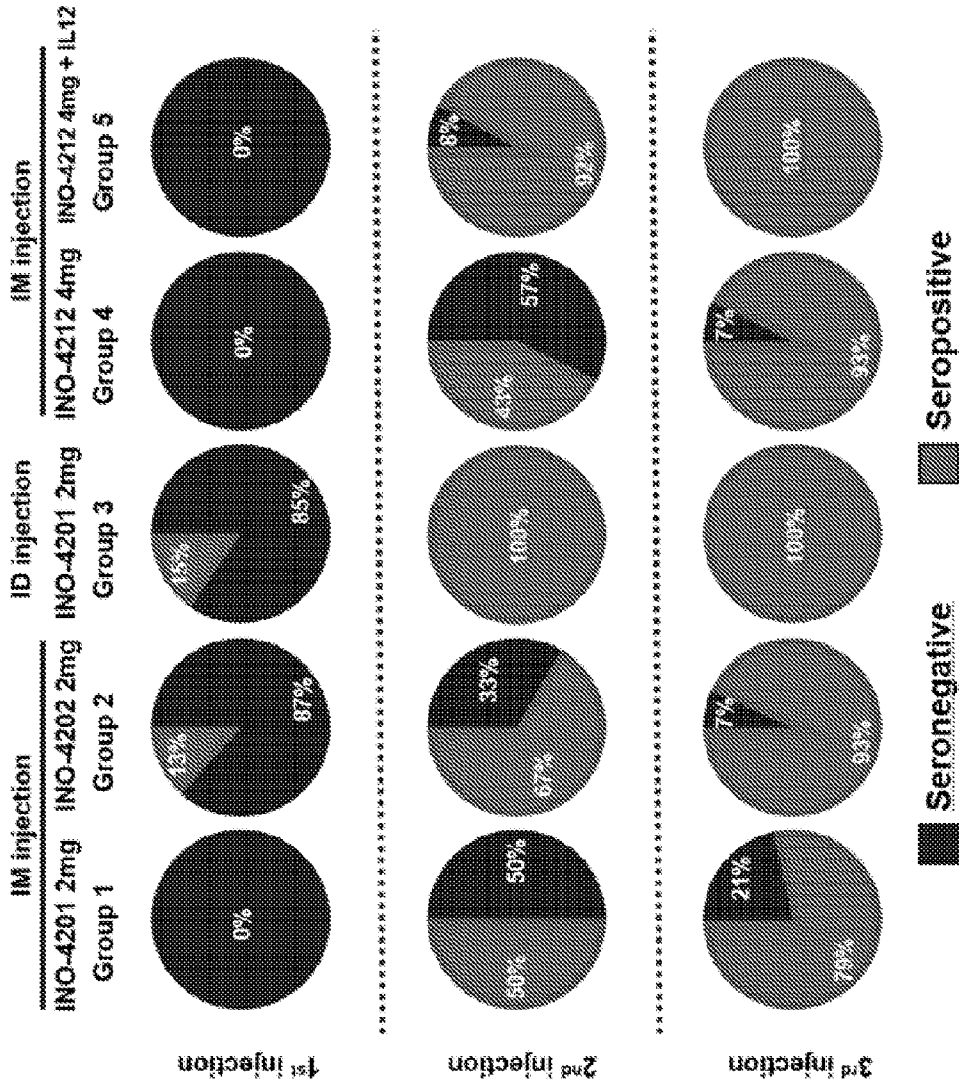 IM injection
ID injection
IM injection
INO-4201 2mg
INO-4202 2mg
INO-4201 2mg
INO-4212 4mg
INO-4212 4mg + IL12
Group 1
Group 2
Group 3
Group 4
Group 5
1st injection
0%
13%
87%
15%
85%
0%
0%
2nd injection
50%
50%
67%
33%
100%
43%
57%
92%
8%
3rd injection
79%
21%
93%
7%
100%
93%
7%
100%
Seronegative
Seropositive